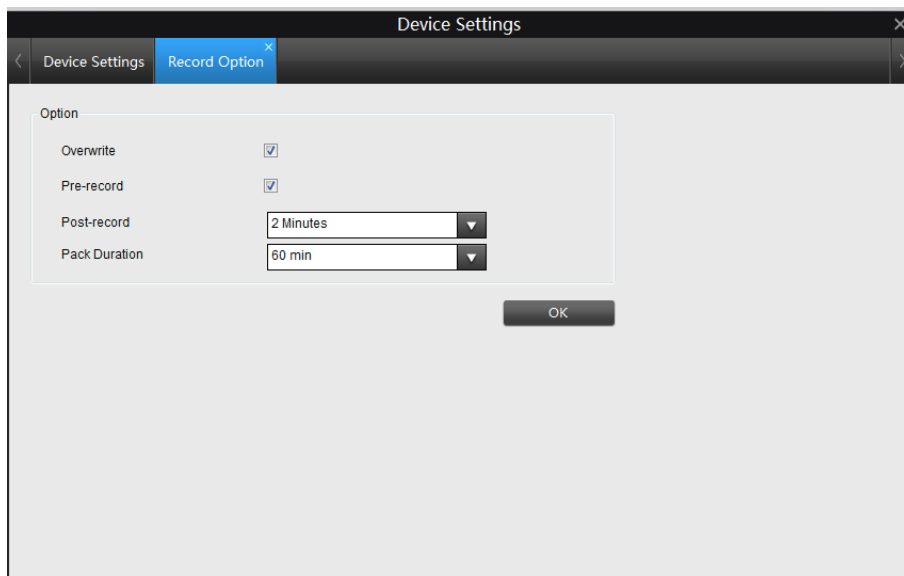 Device Settings
Device Settings
Record Option
Option
Overwrite
Pre-record
Post-record 2 Minutes
Pack Duration 60 min
OK